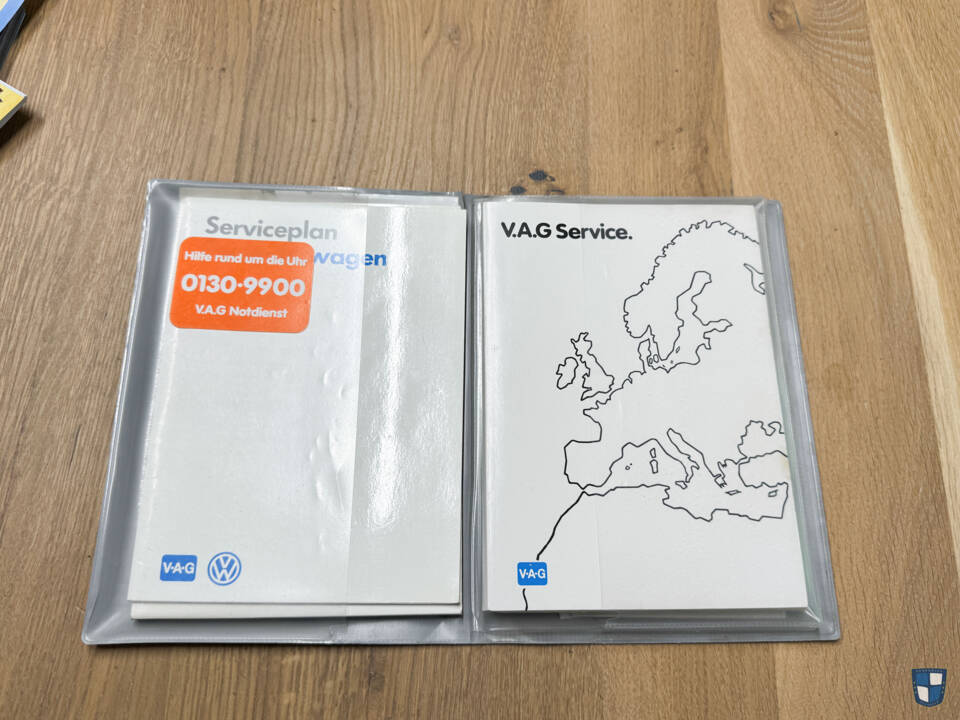 Serviceplan
wagen
Hilfe rund um die Uhr
0130-9900
V.A.G Notdienst
V·A·G
V.A.G Service.
V·A·G